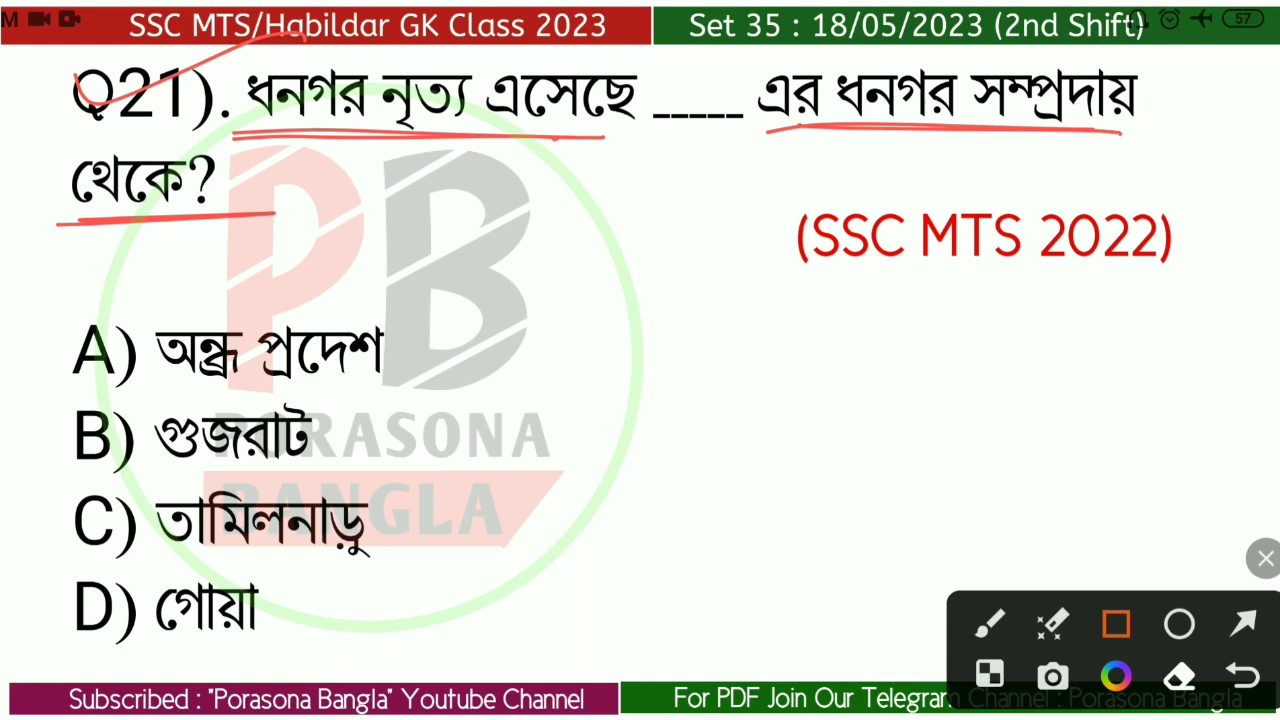 SSC MTS/Habildar GK Class 2023
Set 35 : 18/05/2023 (2nd Shift)
57
Q21). ধনগর নৃত্য এসেছে _____ এর ধনগর সম্প্রদায়
থেকে?
(SSC MTS 2022)
A) অন্ধ্র প্রদেশ
B) গুজরাট
C) তামিলনাড়ু
D) গোয়া
PB
PORASONA
BANGLA
Subscribed : "Porasona Bangla" Youtube Channel
For PDF Join Our Telegram Channel : Porasona Bangla